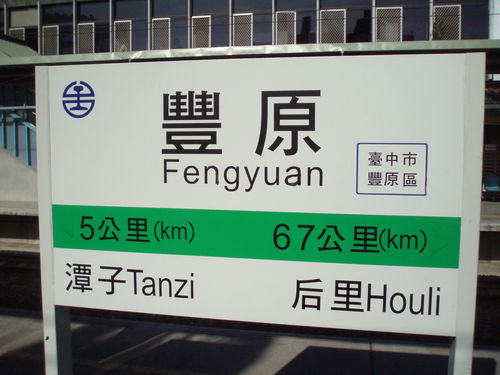 豐原
Fengyuan
臺中市
豐原區
5公里(km) 67公里(km)
潭子Tanzi 后里Houli